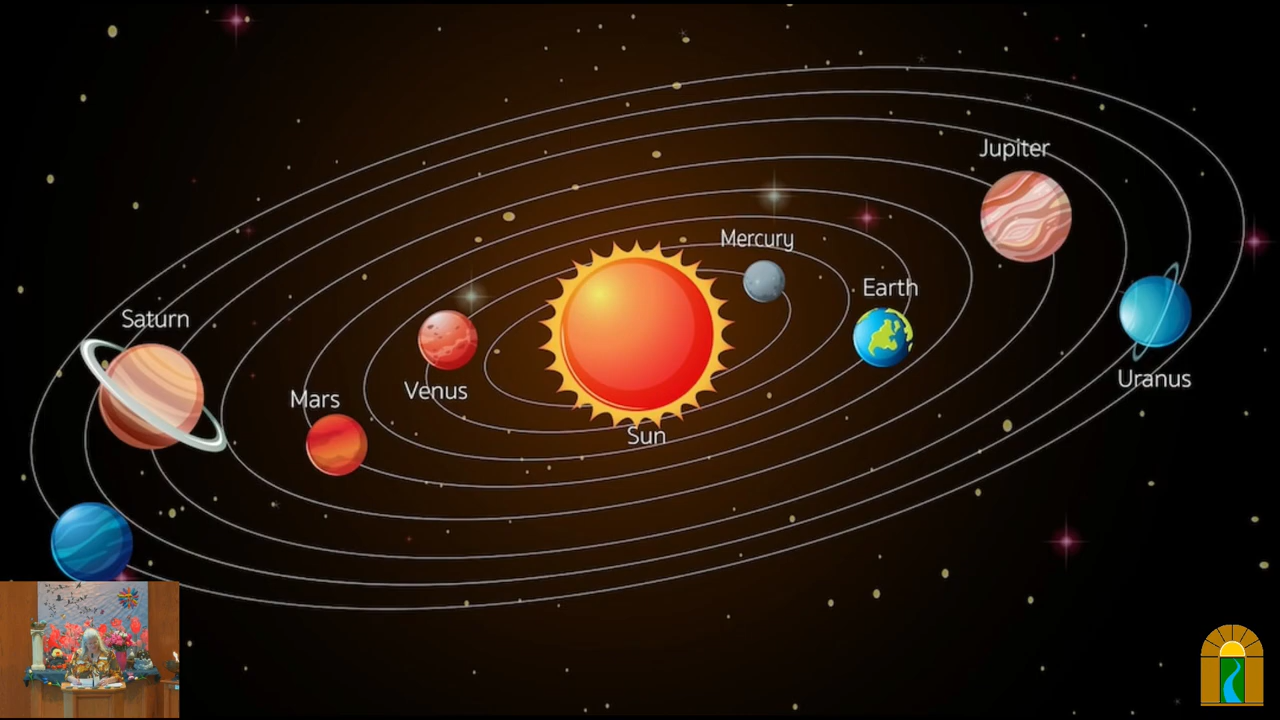 Jupiter
Mercury
Earth
Saturn
Uranus
Venus
Mars
Sun